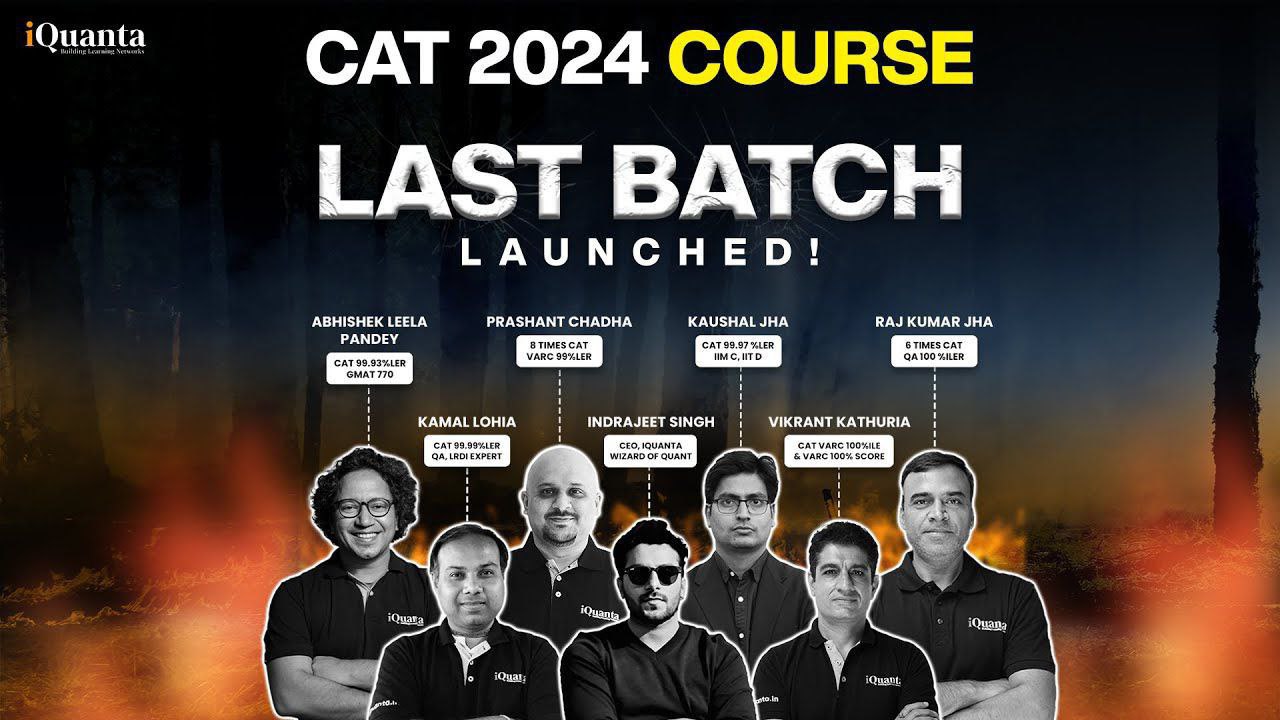 iQuanta
Building Learning Networks
CAT 2024 COURSE
LAST BATCH
LAUNCHED!
ABHISHEK LEELA
PANDEY
CAT 99.93%LER
GMAT 770
PRASHANT CHADHA
8 TIMES CAT
VARC 99%LER
KAUSHAL JHA
CAT 99.97 %LER
IIM C, IIT D
RAJ KUMAR JHA
6 TIMES CAT
QA 100 %ILER
KAMAL LOHIA
CAT 99.99%LER
QA, LRDI EXPERT
INDRAJEET SINGH
CEO, IQUANTA
WIZARD OF QUANT
VIKRANT KATHURIA
CAT VARC 100%ILE
& VARC 100% SCORE
iQuanta
iQuanta
iQuanta
iQuanta
iQuanta